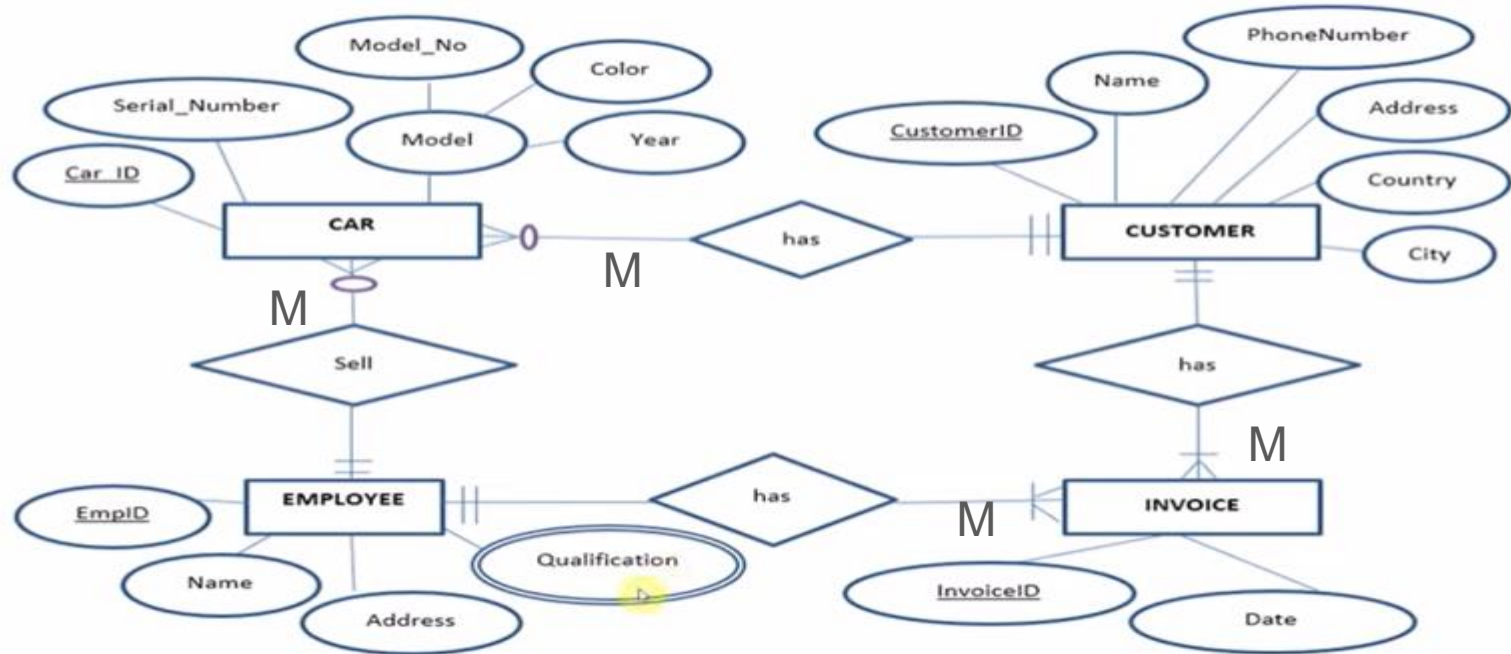 Model_No
PhoneNumber
Color
Name
Serial_Number
Address
Model
Year
CustomerID
Car_ID
Country
CAR
CUSTOMER
has
City
M
M
Sell
has
M
EMPLOYEE
has
INVOICE
EmpID
M
Qualification
Name
InvoiceID
Address
Date